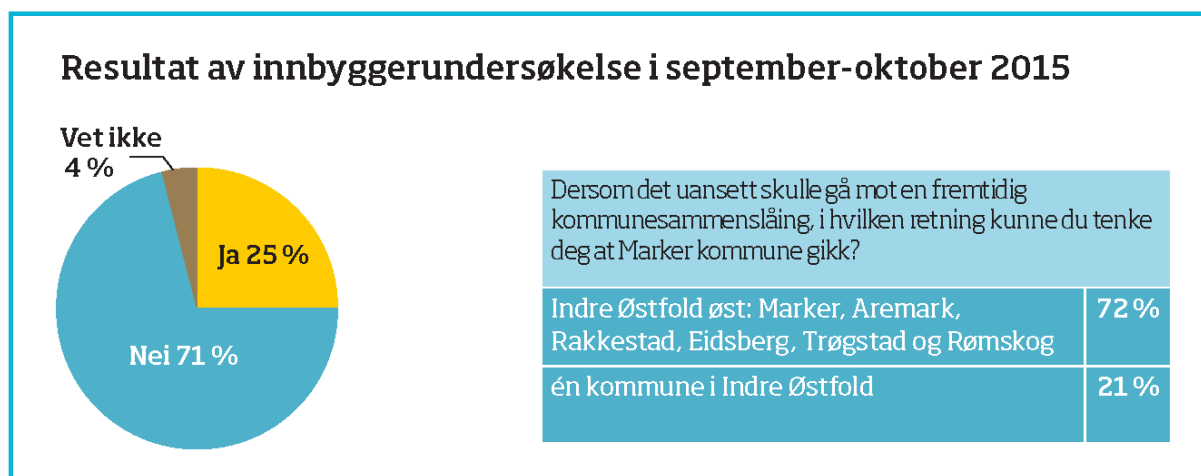 Resultat av innbyggerundersøkelse i september-oktober 2015
Vet ikke
4 %
Ja 25 %
Nei 71 %
Dersom det uansett skulle gå mot en fremtidig
kommunesammenslåing, i hvilken retning kunne du tenke
deg at Marker kommune gikk?
Indre Østfold øst: Marker, Aremark,
Rakkestad, Eidsberg, Trøgstad og Rømskog
72 %
én kommune i Indre Østfold
21 %